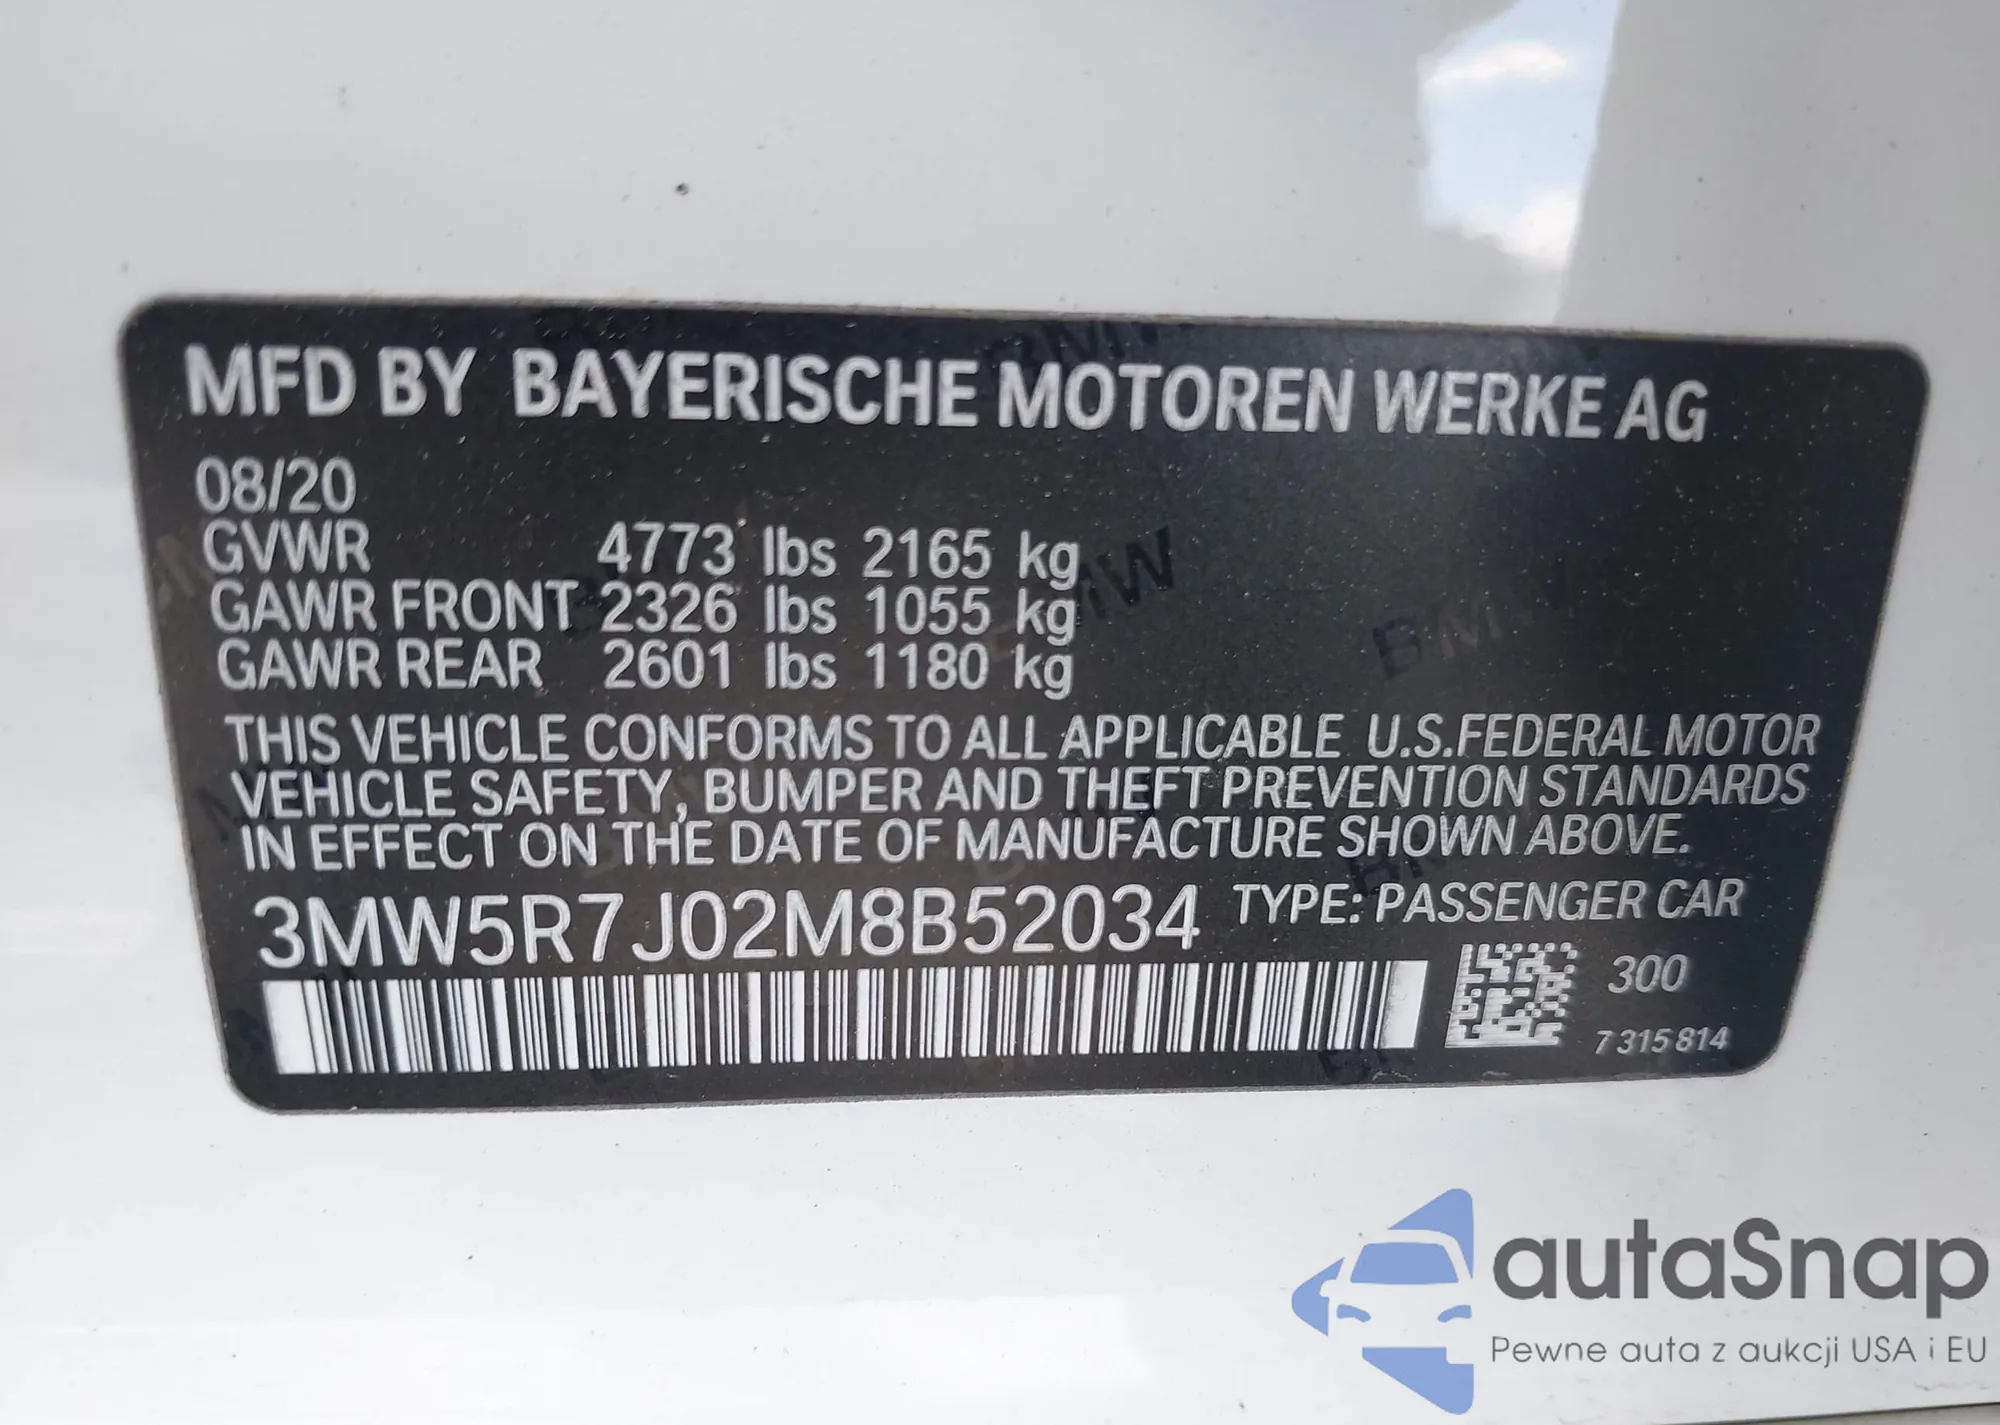 MFD BY BAYERISCHE MOTOREN WERKE AG
08/20
GVWR 4773 lbs 2165 kg
GAWR FRONT 2326 lbs 1055 kg
GAWR REAR 2601 lbs 1180 kg
THIS VEHICLE CONFORMS TO ALL APPLICABLE U.S.FEDERAL MOTOR
VEHICLE SAFETY, BUMPER AND THEFT PREVENTION STANDARDS
IN EFFECT ON THE DATE OF MANUFACTURE SHOWN ABOVE.
3MW5R7J02M8B52034 TYPE: PASSENGER CAR
300
7 315 814
autaSnap
Pewne auta z aukcji USA i EU